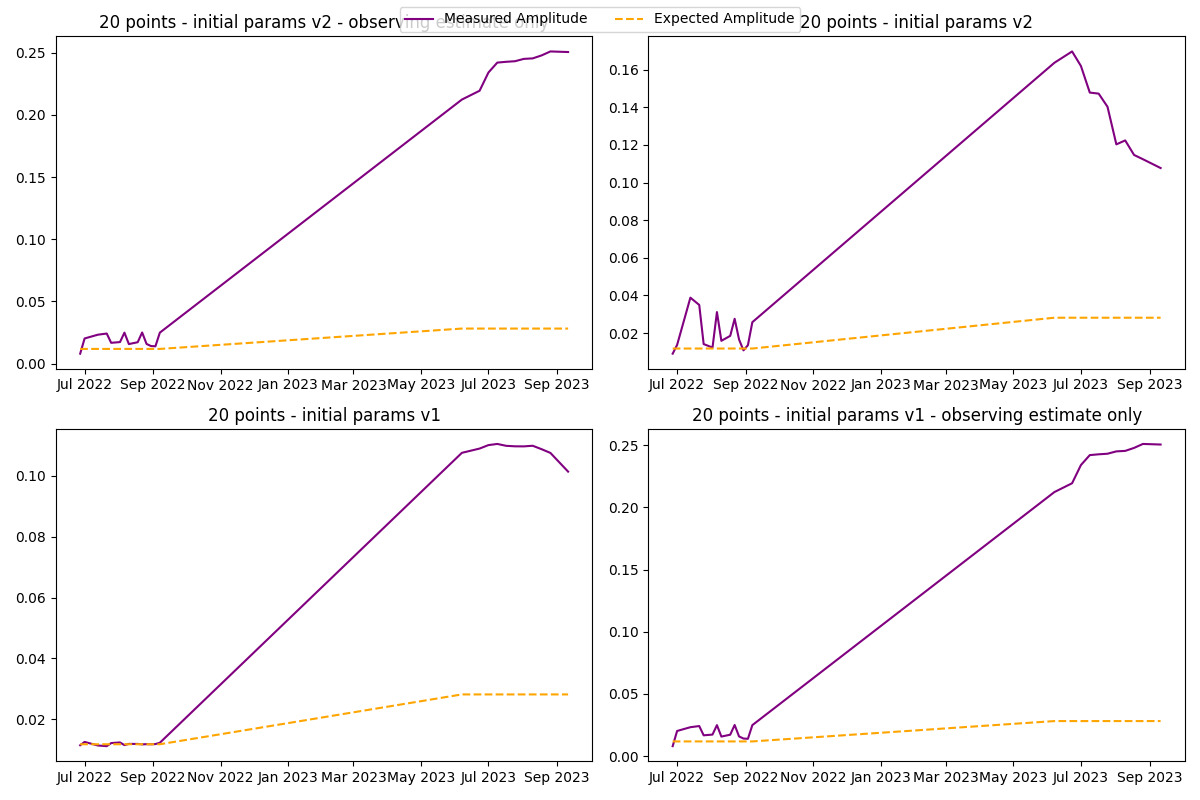 20 points - initial params v2 - observing estimate only
Measured Amplitude
Expected Amplitude
20 points - initial params v2
0.25
0.20
0.15
0.10
0.05
0.00
Jul 2022 Sep 2022 Nov 2022 Jan 2023 Mar 2023 May 2023 Jul 2023 Sep 2023
0.16
0.14
0.12
0.10
0.08
0.06
0.04
0.02
Jul 2022 Sep 2022 Nov 2022 Jan 2023 Mar 2023 May 2023 Jul 2023 Sep 2023
20 points - initial params v1
0.10
0.08
0.06
0.04
0.02
Jul 2022 Sep 2022 Nov 2022 Jan 2023 Mar 2023 May 2023 Jul 2023 Sep 2023
20 points - initial params v1 - observing estimate only
0.25
0.20
0.15
0.10
0.05
0.00
Jul 2022 Sep 2022 Nov 2022 Jan 2023 Mar 2023 May 2023 Jul 2023 Sep 2023